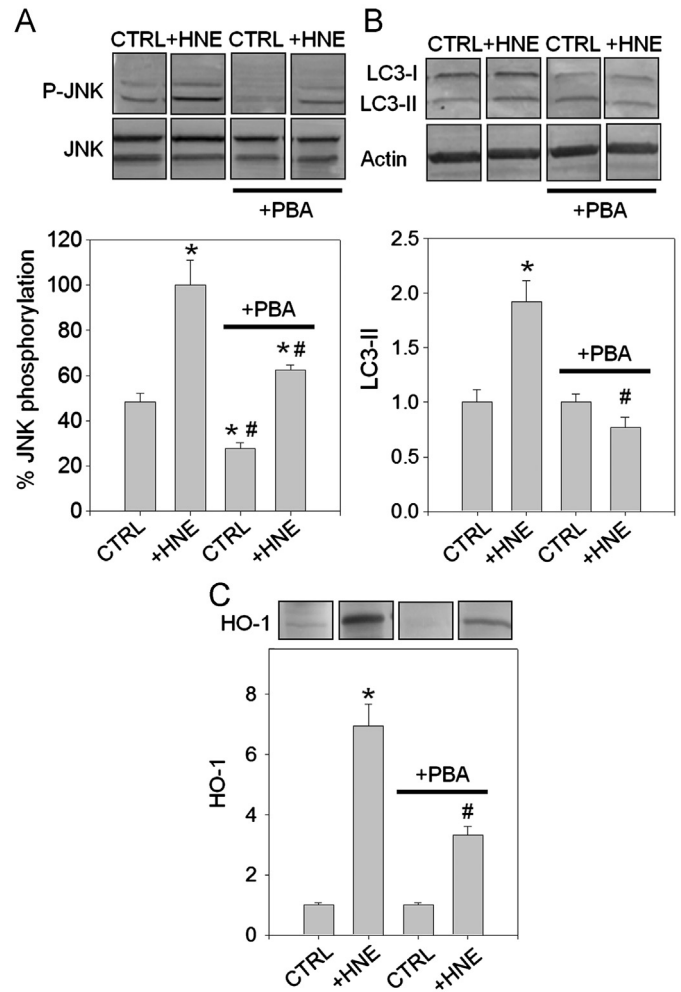 A
CTRL+HNE CTRL +HNE
P-JNK
JNK
+PBA
% JNK phosphorylation
120
100
80
60
40
20
0
*
+PBA
* #
* #
CTRL
+HNE
CTRL
+HNE
B
CTRL+HNE CTRL +HNE
LC3-I
LC3-II
Actin
+PBA
LC3-II
2.5
2.0
1.5
1.0
0.5
0.0
*
+PBA
#
CTRL
+HNE
CTRL
+HNE
C
HO-1
HO-1
8
6
4
2
0
*
+PBA
#
CTRL
+HNE
CTRL
+HNE